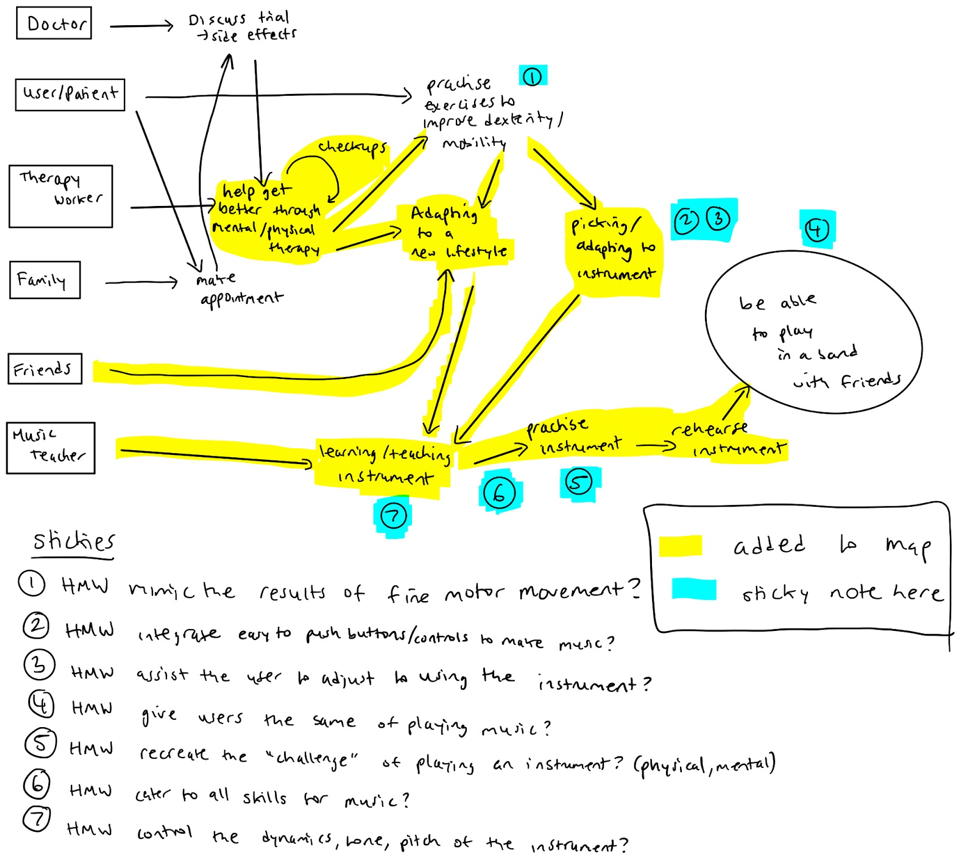 Doctor
Discuss trial
→ side effects
User/Patient
practise
exercises to
improve dexterity/
mobility
①
checkups
Therapy
Worker
help get
better through
mental/physical
therapy
Adapting
to a
new lifestyle
picking/
adapting to
instrument
② ③
④
Family
make
appointment
be able
to play
in a band
with friends
Friends
Music
Teacher
learning/teaching
instrument
practise
instrument
rehearse
instrument
⑥
⑤
⑦
added to map
sticky note here
stickies
① HMW mimic the results of fine motor movement?
② HMW integrate easy to push buttons/controls to make music?
③ HMW assist the user to adjust to using the instrument?
④ HMW give users the same of playing music?
⑤ HMW recreate the "challenge" of playing an instrument? (physical, mental)
⑥ HMW cater to all skills for music?
⑦ HMW control the dynamics, tone, pitch of the instrument?